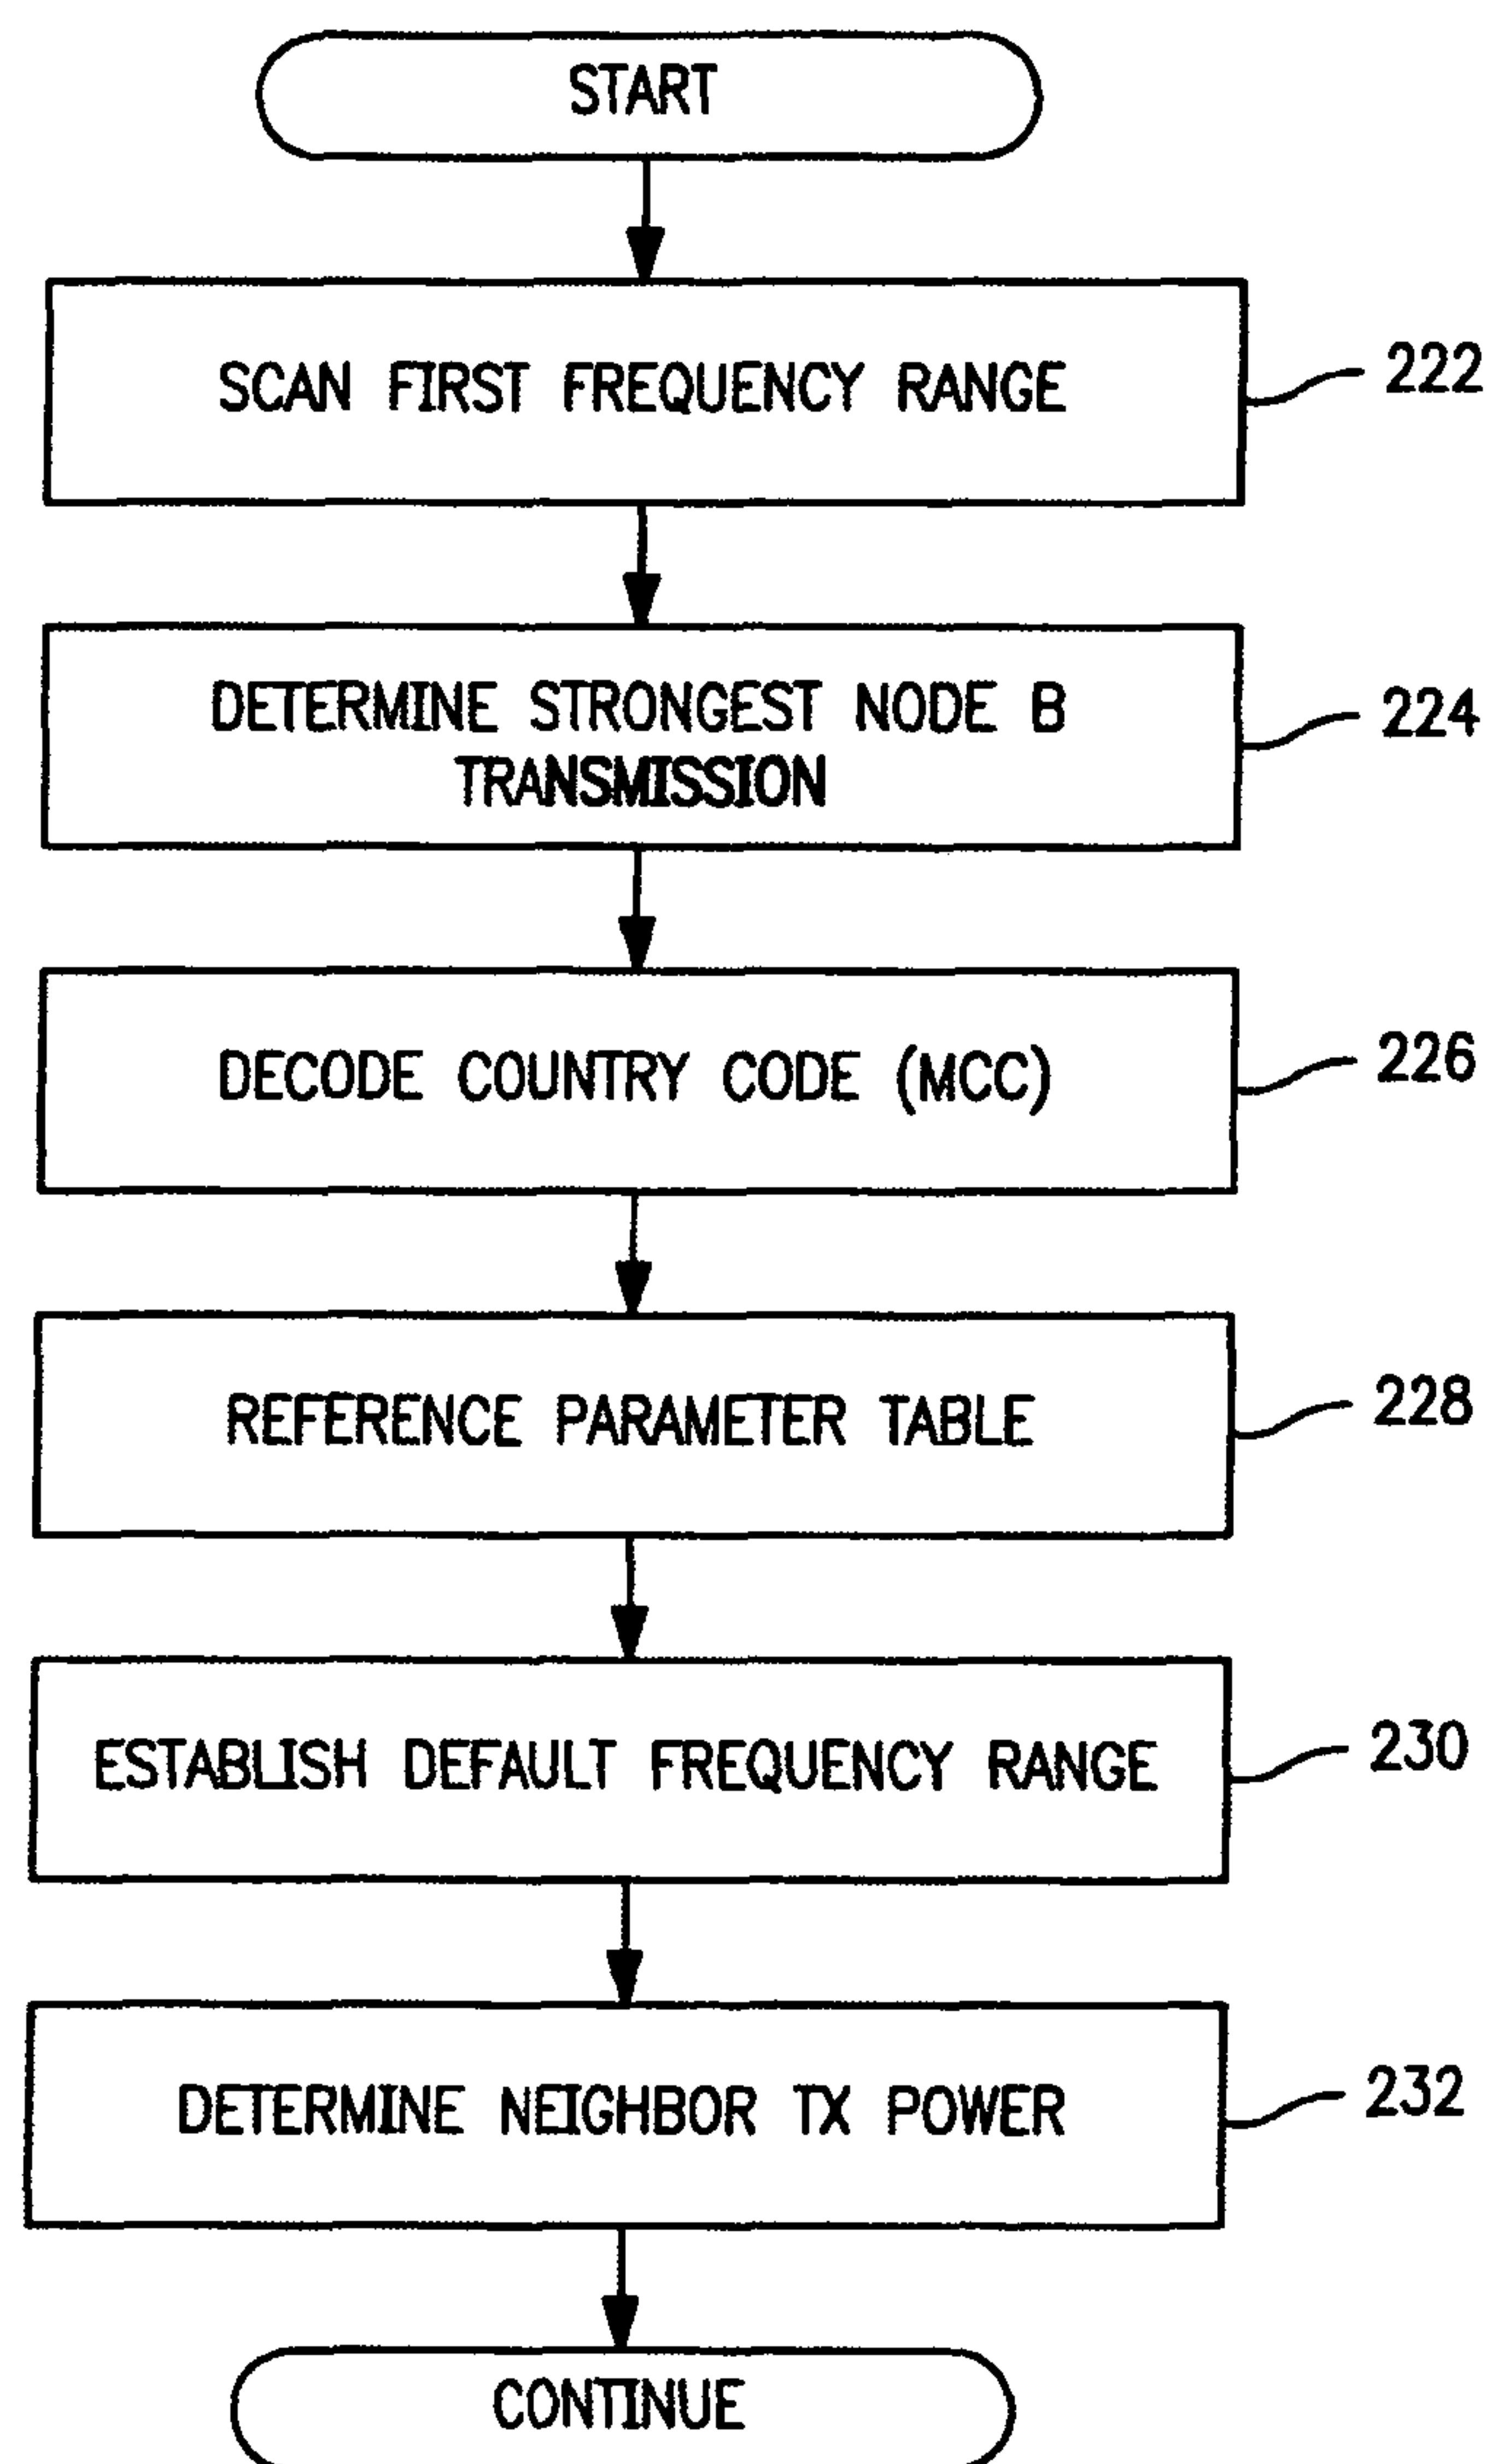 START
SCAN FIRST FREQUENCY RANGE
222
DETERMINE STRONGEST NODE B
TRANSMISSION
224
DECODE COUNTRY CODE (MCC)
226
REFERENCE PARAMETER TABLE
228
ESTABLISH DEFAULT FREQUENCY RANGE
230
DETERMINE NEIGHBOR TX POWER
232
CONTINUE